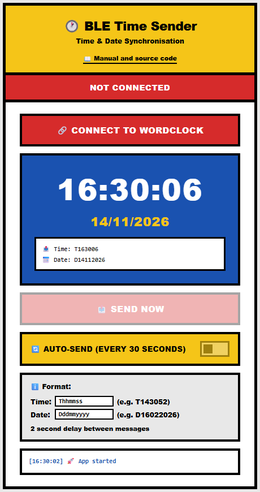 BLE Time Sender
Time & Date Synchronisation
Manual and source code
NOT CONNECTED
CONNECT TO WORDCLOCK
16:30:06
14/11/2026
Time: T163006
Date: D14112026
SEND NOW
AUTO-SEND (EVERY 30 SECONDS)
Format:
Time: Thhmmss (e.g. T143052)
Date: Dddmmyyyy (e.g. D16022026)
2 second delay between messages
[16:30:02] App started